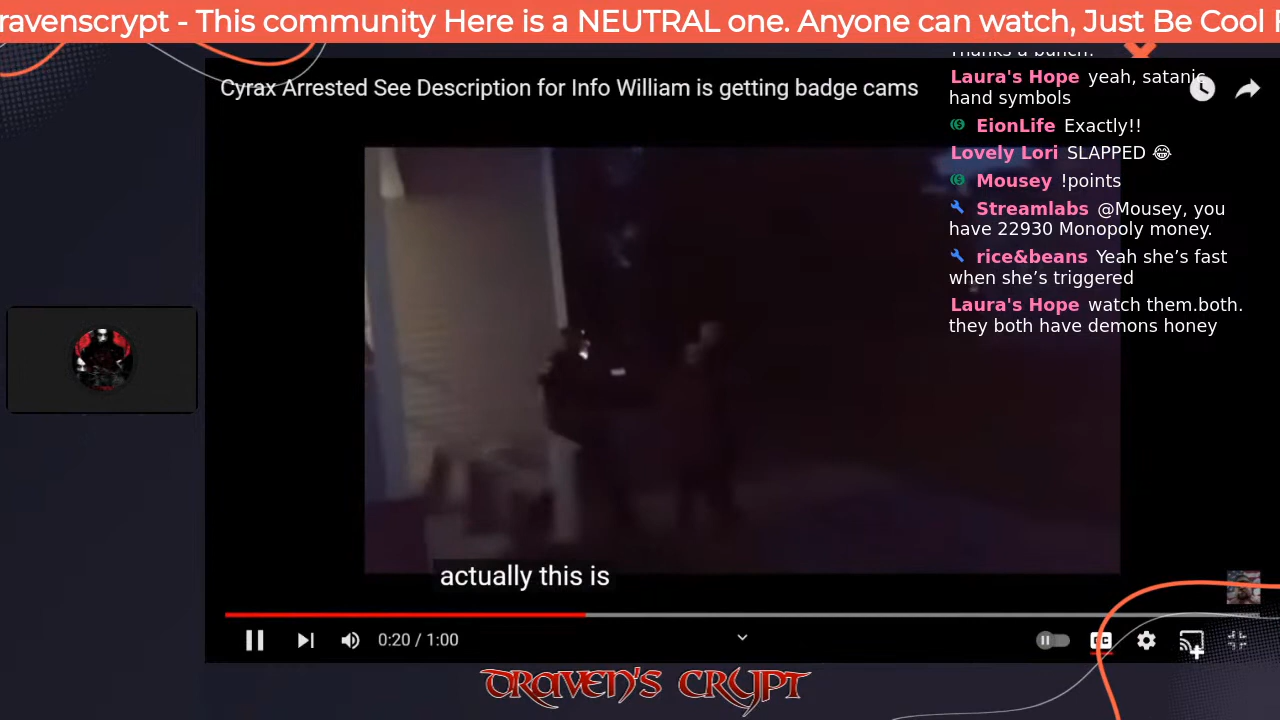 ravenscrypt - This community Here is a NEUTRAL one. Anyone can watch, Just Be Cool
Cyrax Arrested See Description for Info William is getting badge cams
Thanks a bunch!
Laura's Hope yeah, satanic
hand symbols
EionLife Exactly!!
Lovely Lori SLAPPED 😂
Mousey !points
Streamlabs @Mousey, you
have 22930 Monopoly money.
rice&beans Yeah she’s fast
when she’s triggered
Laura's Hope watch them.both.
they both have demons honey
actually this is
0:20 / 1:00
CC
DRAVEN'S CRYPT